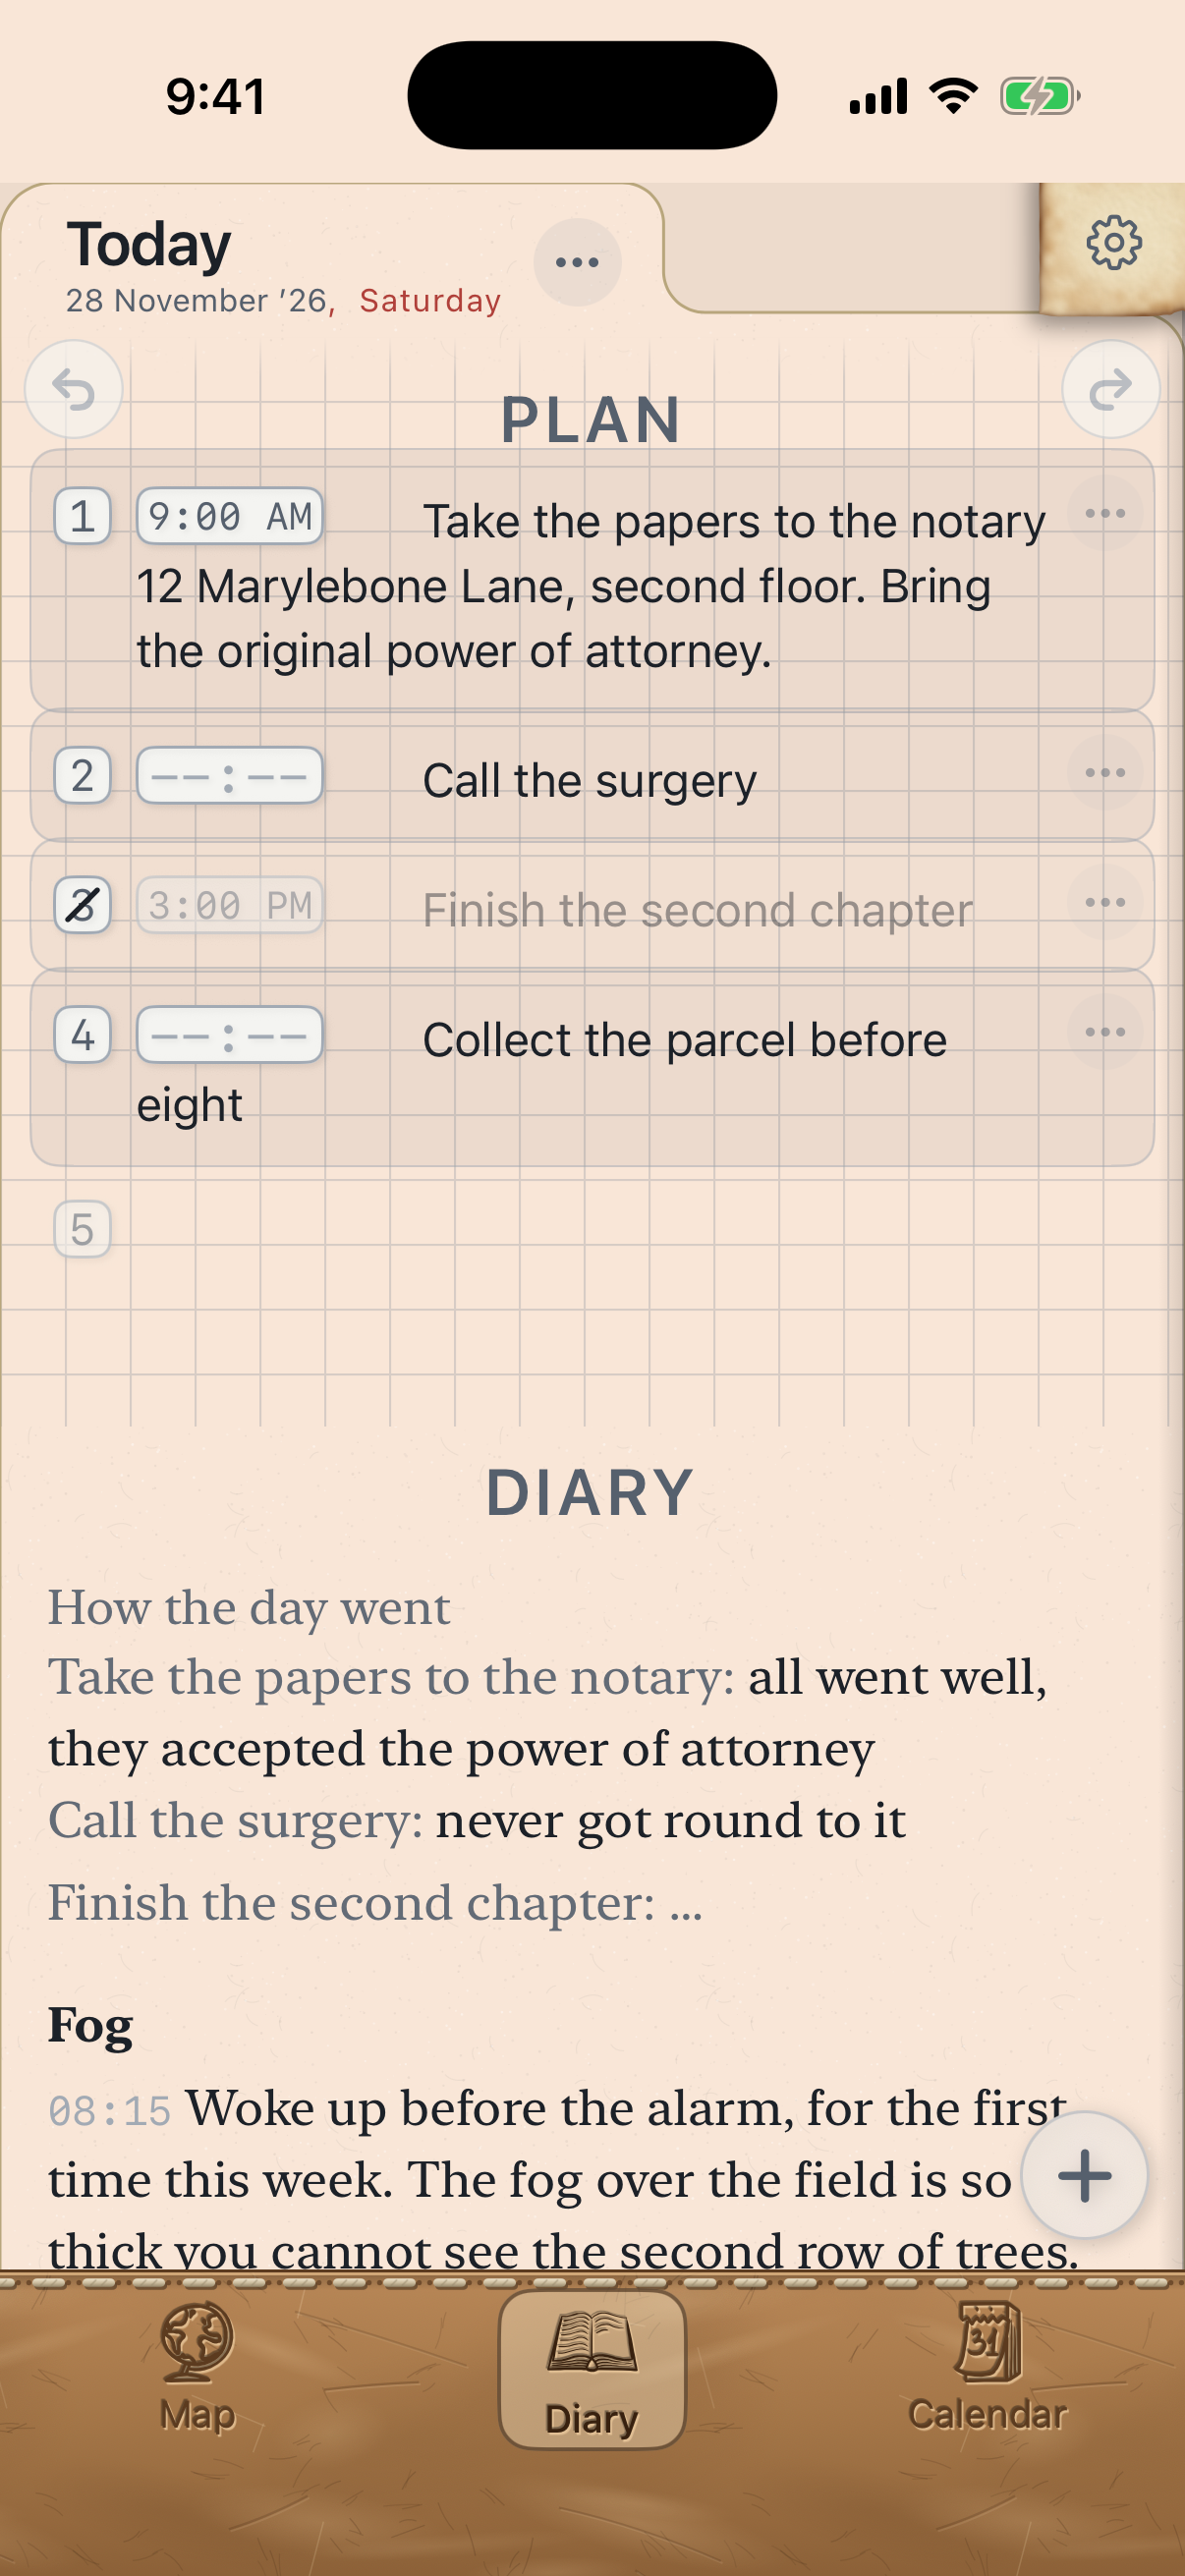 9:41
Today
28 November ’26, Saturday
PLAN
1 9:00 AM Take the papers to the notary
12 Marylebone Lane, second floor. Bring
the original power of attorney.
2 --:-- Call the surgery
3 3:00 PM Finish the second chapter
4 --:-- Collect the parcel before
eight
5
DIARY
How the day went
Take the papers to the notary: all went well,
they accepted the power of attorney
Call the surgery: never got round to it
Finish the second chapter: ...
Fog
08:15 Woke up before the alarm, for the first
time this week. The fog over the field is so
thick you cannot see the second row of trees.
31
Map Diary Calendar